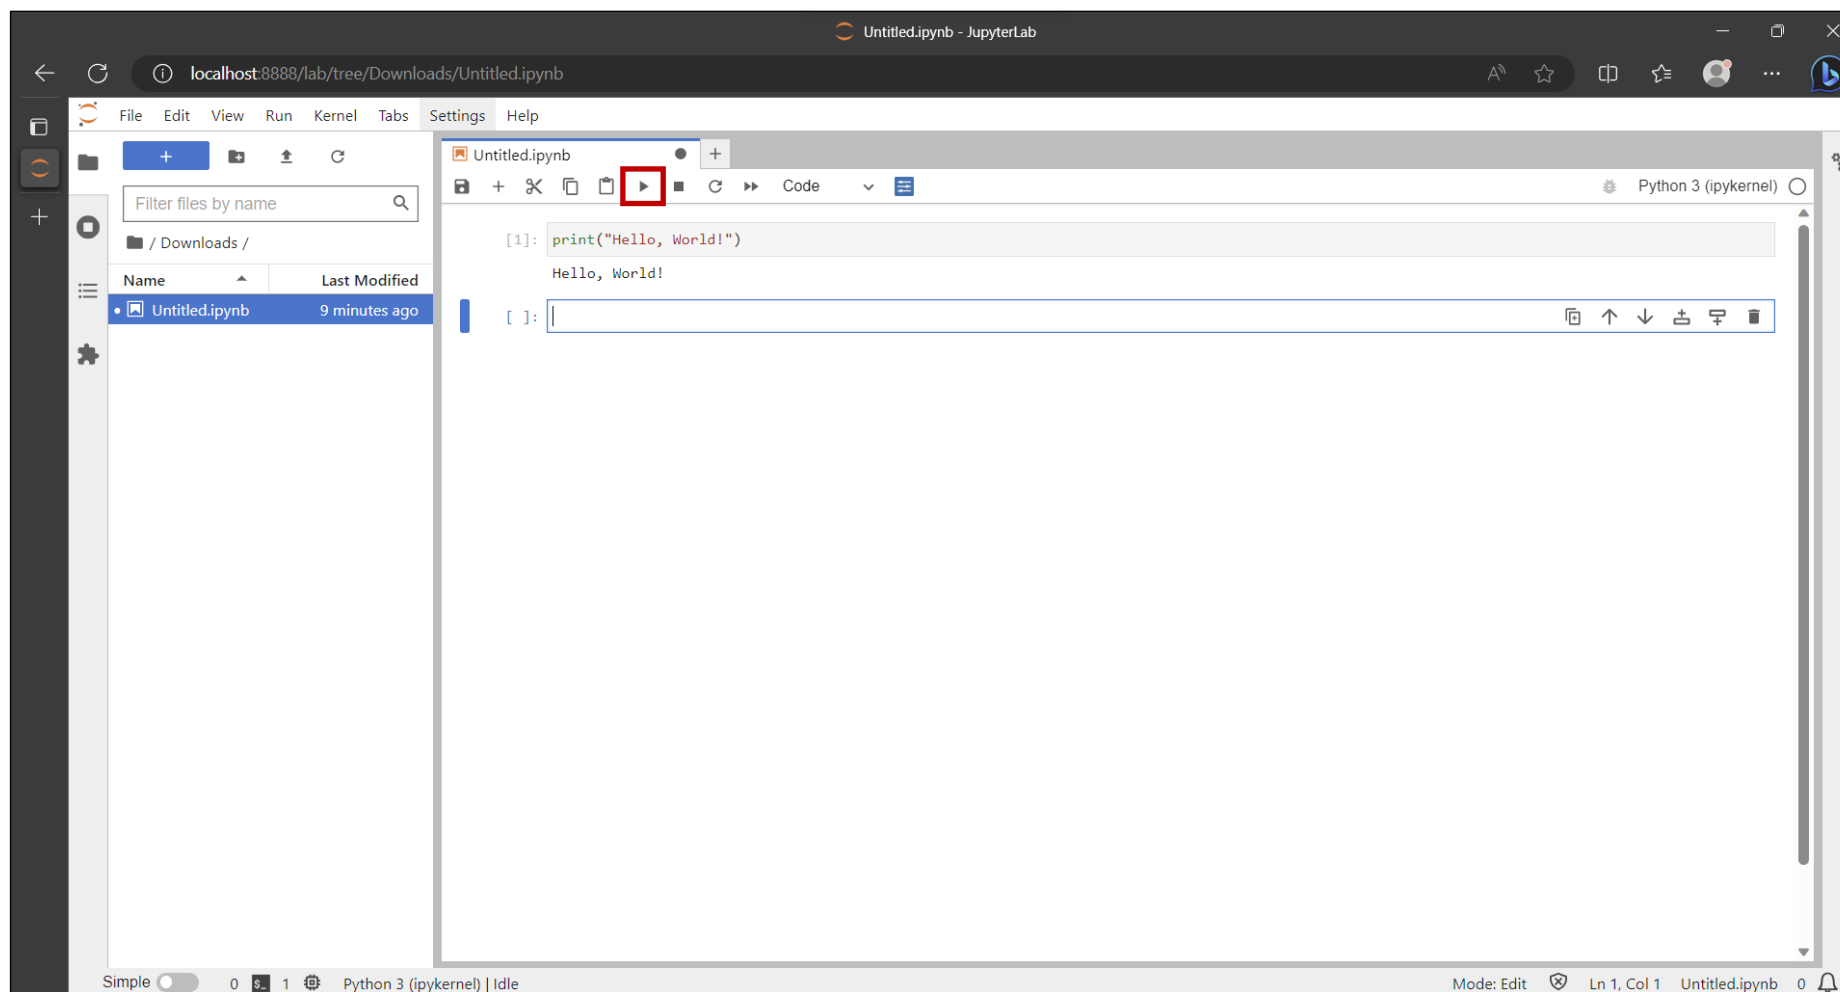 Untitled.ipynb - JupyterLab
localhost:8888/lab/tree/Downloads/Untitled.ipynb
File Edit View Run Kernel Tabs Settings Help
Untitled.ipynb
Code
Python 3 (ipykernel)
Filter files by name
/ Downloads /
Name Last Modified
Untitled.ipynb 9 minutes ago
[1]: print("Hello, World!")
Hello, World!
[ ]:
Simple 0 $_ 1 Python 3 (ipykernel) | Idle Mode: Edit Ln 1, Col 1 Untitled.ipynb 0